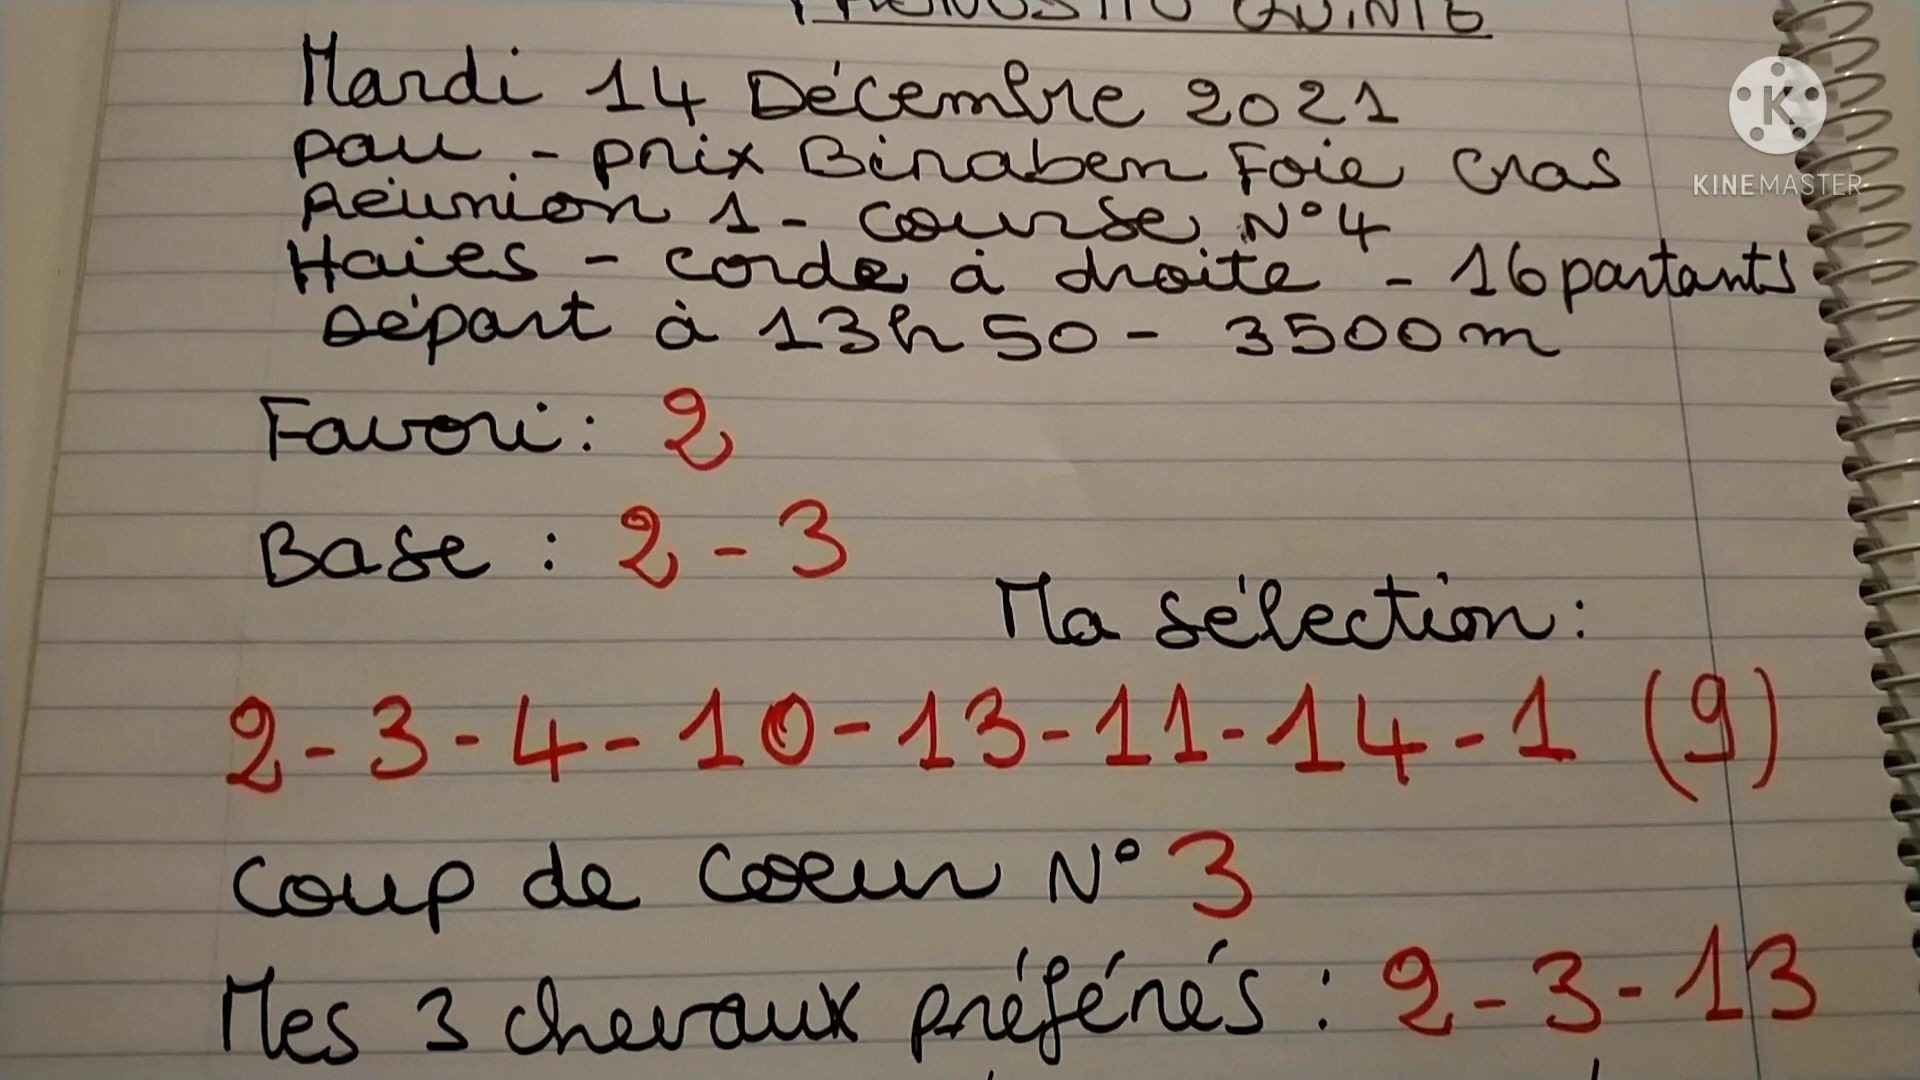 PRONOSTIC QUINTÉ
Mardi 14 Décembre 2021
pau - prix Binaben Foie Gras
Réunion 1 - course N°4
Haies - corde à droite - 16 partants
Départ à 13h50 - 3500m
Favori : 2
Base : 2 - 3
Ma sélection :
2 - 3 - 4 - 10 - 13 - 11 - 14 - 1 (9)
Coup de coeur N° 3
Mes 3 chevaux préférés : 2 - 3 - 13
K
KINEMASTER